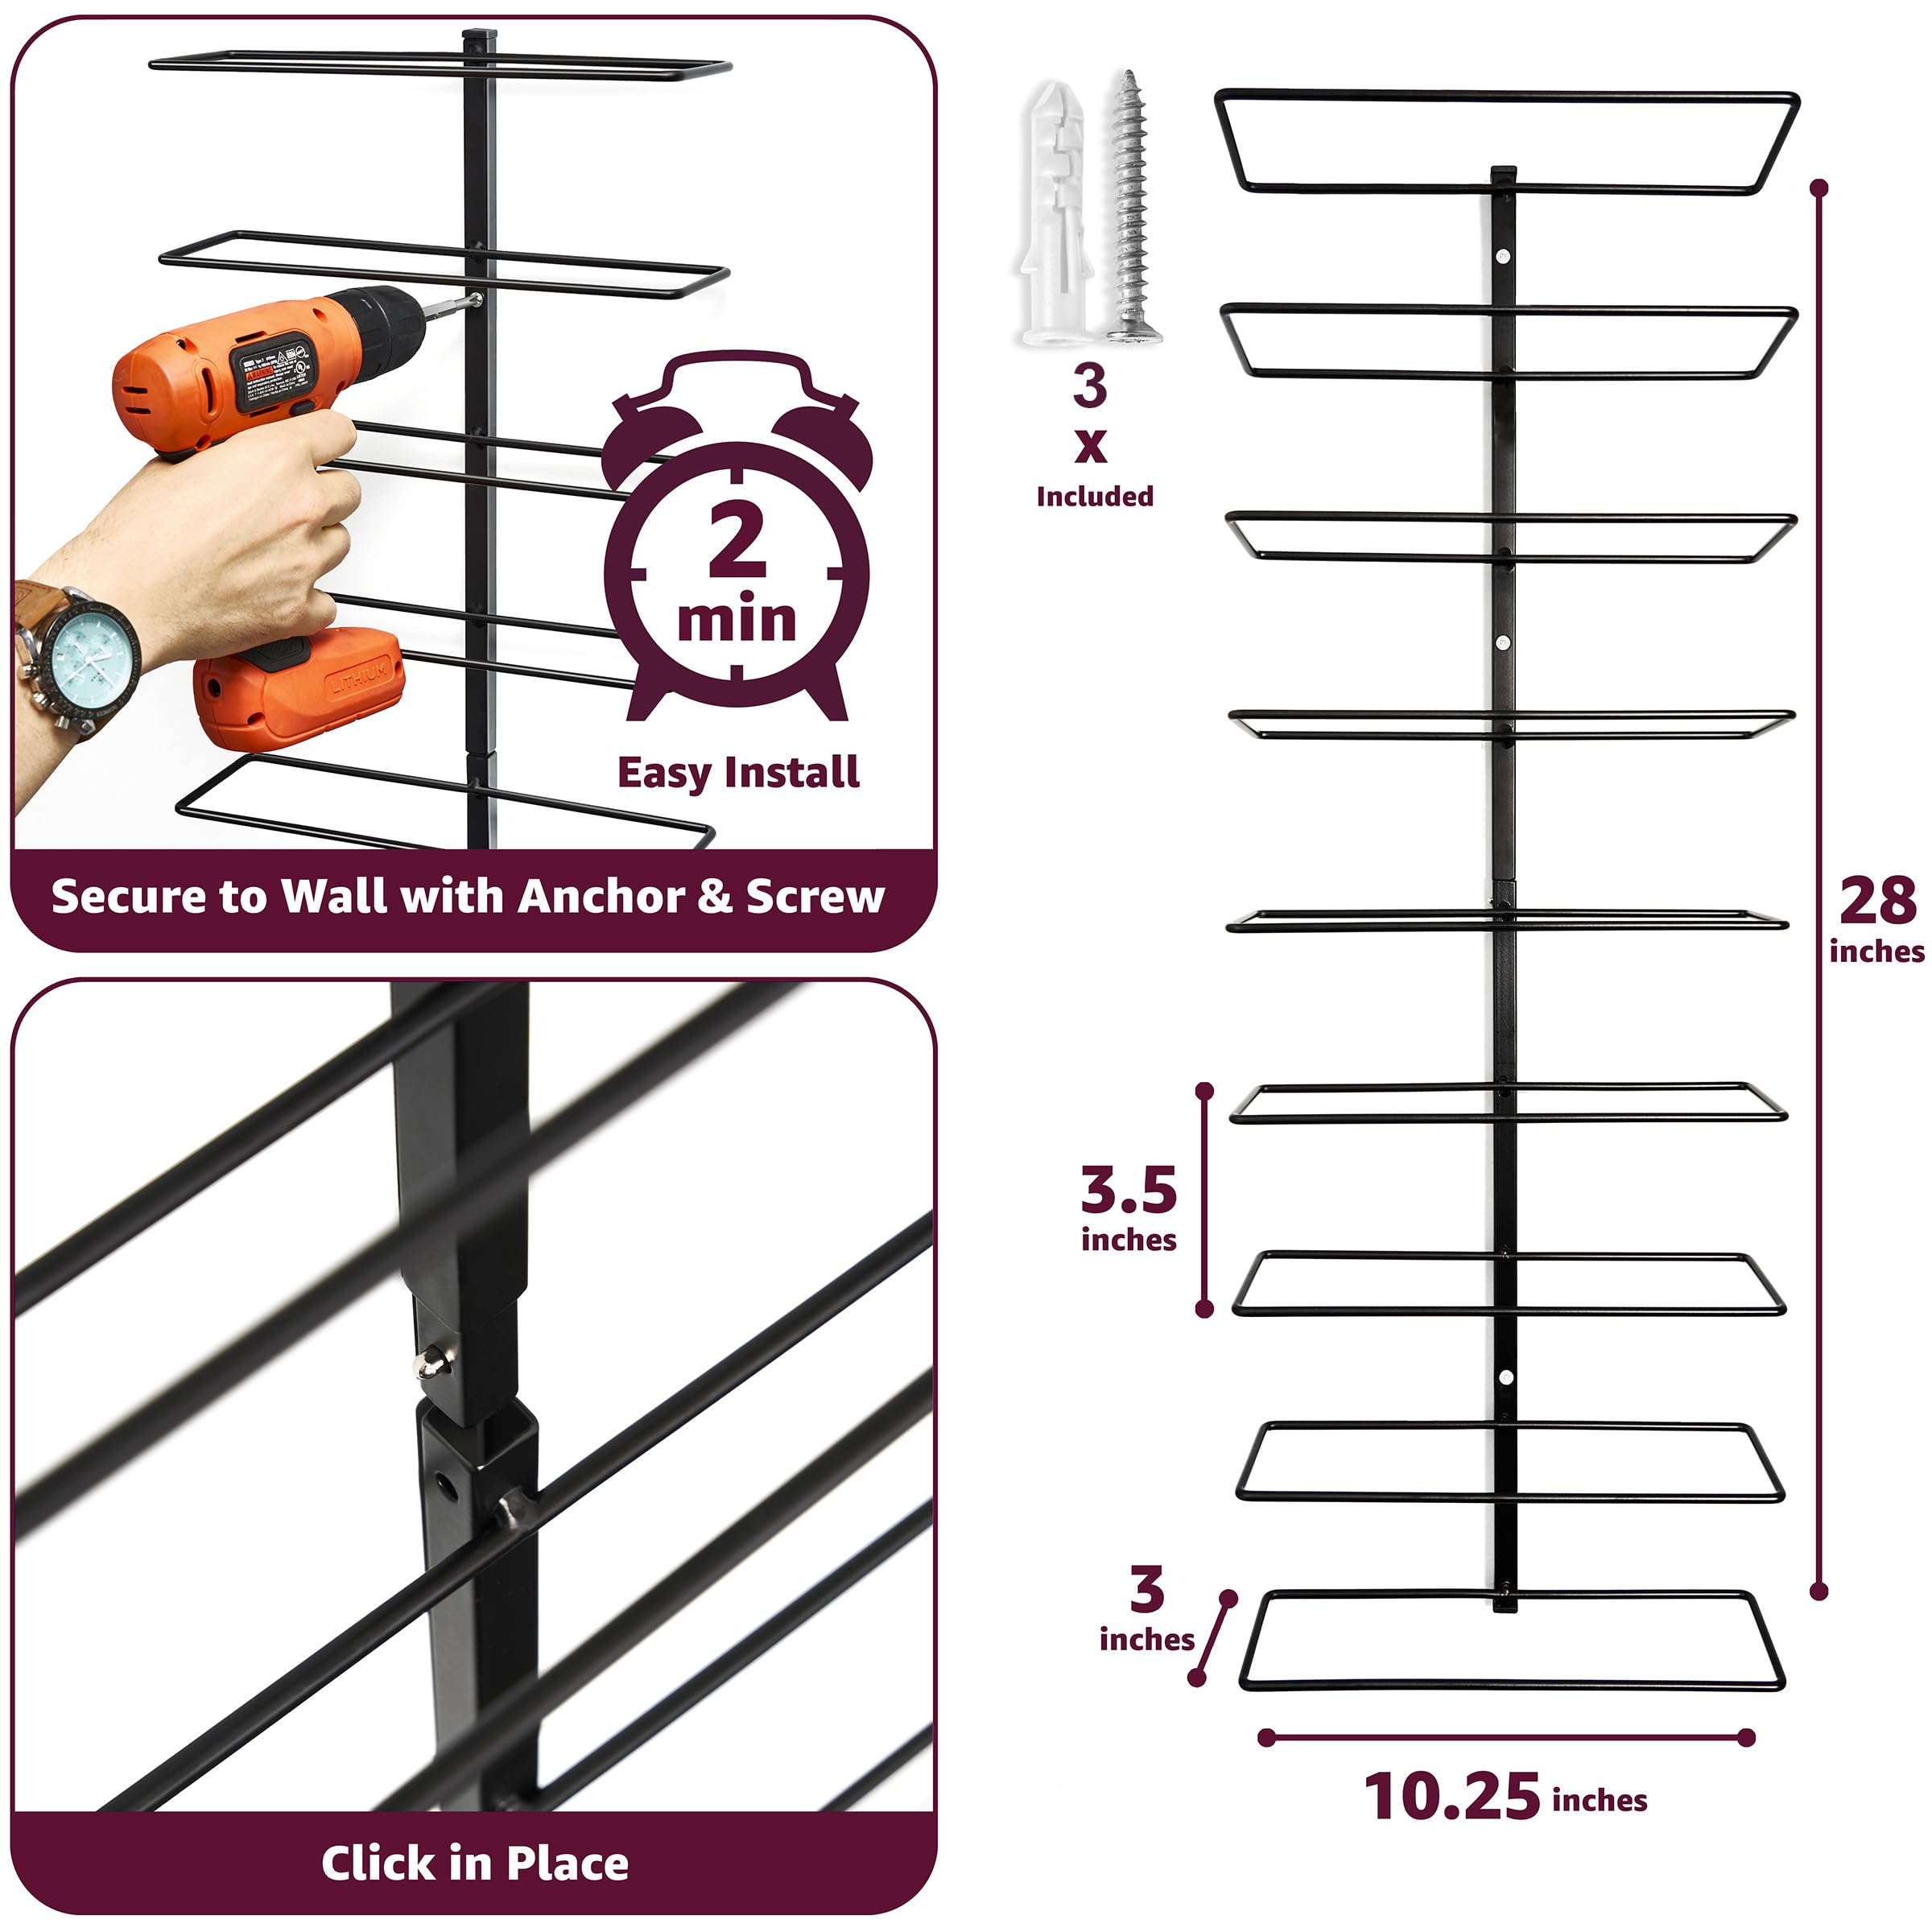 2
min
Easy Install
LITHIUM
Secure to Wall with Anchor & Screw
Click in Place
3
x
Included
28
inches
3.5
inches
3
inches
10.25 inches